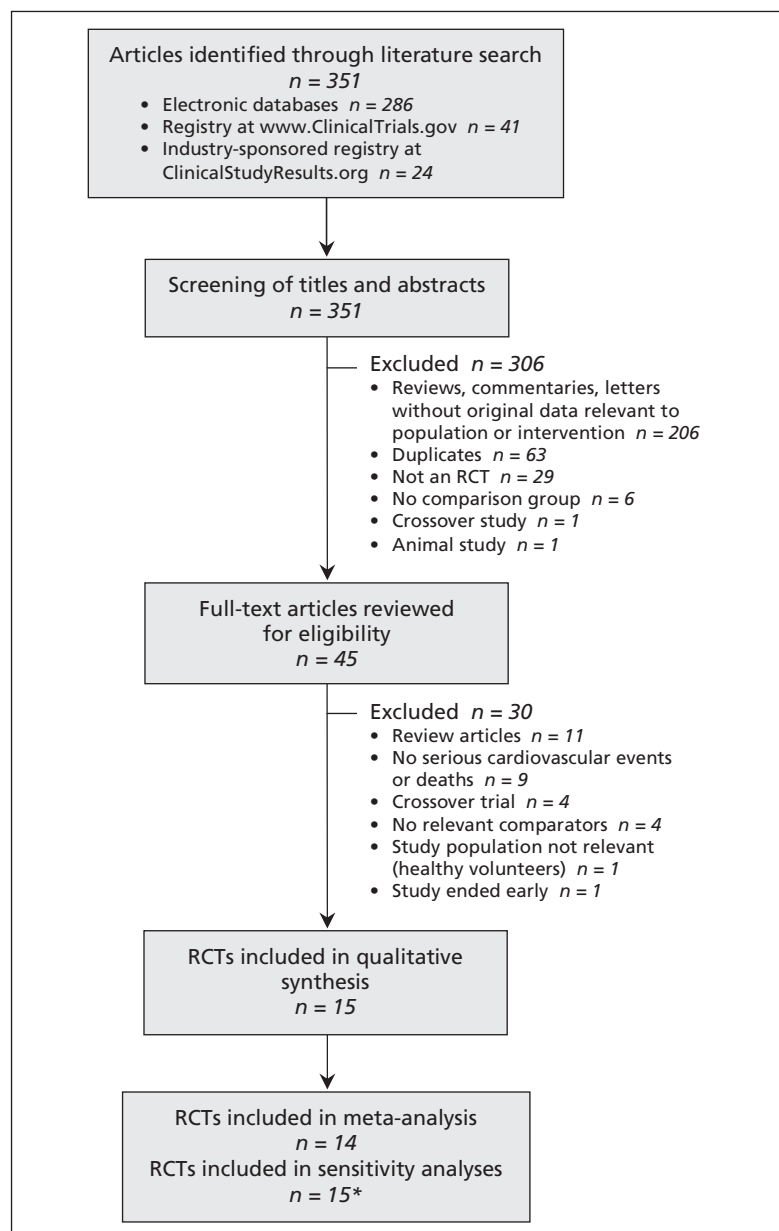 Articles identified through literature search
n = 351
• Electronic databases n = 286
• Registry at www.ClinicalTrials.gov n = 41
• Industry-sponsored registry at
ClinicalStudyResults.org n = 24
Screening of titles and abstracts
n = 351
Excluded n = 306
• Reviews, commentaries, letters
without original data relevant to
population or intervention n = 206
• Duplicates n = 63
• Not an RCT n = 29
• No comparison group n = 6
• Crossover study n = 1
• Animal study n = 1
Full-text articles reviewed
for eligibility
n = 45
Excluded n = 30
• Review articles n = 11
• No serious cardiovascular events
or deaths n = 9
• Crossover trial n = 4
• No relevant comparators n = 4
• Study population not relevant
(healthy volunteers) n = 1
• Study ended early n = 1
RCTs included in qualitative
synthesis
n = 15
RCTs included in meta-analysis
n = 14
RCTs included in sensitivity analyses
n = 15*